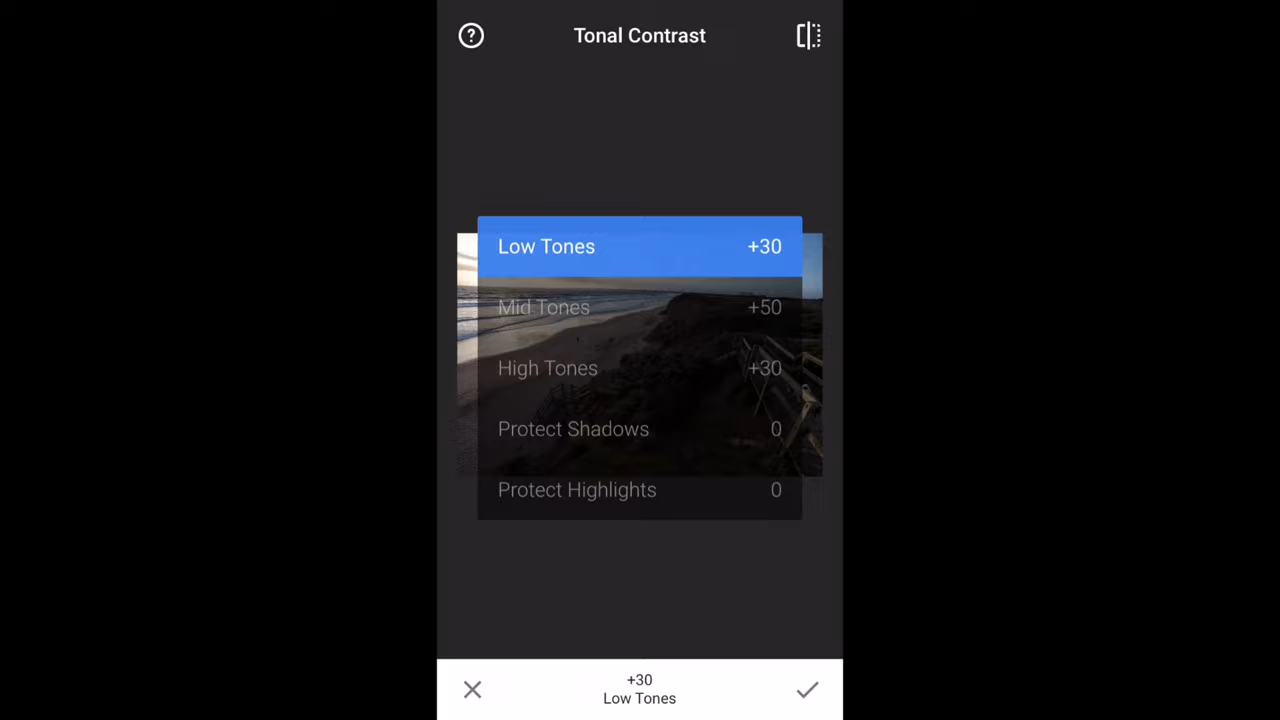 Tonal Contrast
Low Tones +30
Mid Tones +50
High Tones +30
Protect Shadows 0
Protect Highlights 0
+30
Low Tones